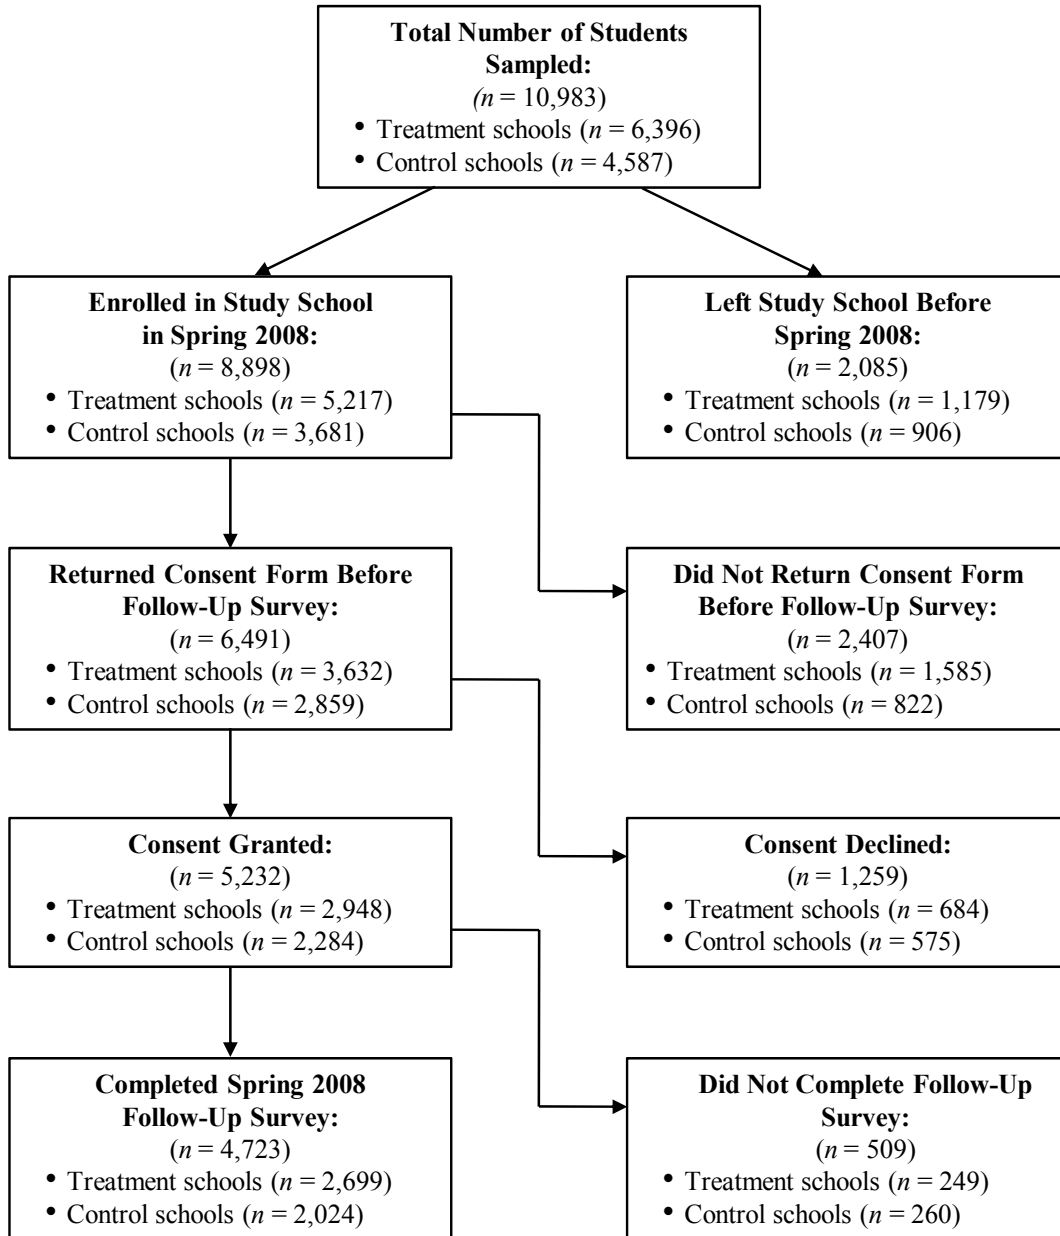 Total Number of Students
Sampled:
(n = 10,983)
• Treatment schools (n = 6,396)
• Control schools (n = 4,587)
Enrolled in Study School
in Spring 2008:
(n = 8,898)
• Treatment schools (n = 5,217)
• Control schools (n = 3,681)
Left Study School Before
Spring 2008:
(n = 2,085)
• Treatment schools (n = 1,179)
• Control schools (n = 906)
Returned Consent Form Before
Follow-Up Survey:
(n = 6,491)
• Treatment schools (n = 3,632)
• Control schools (n = 2,859)
Did Not Return Consent Form
Before Follow-Up Survey:
(n = 2,407)
• Treatment schools (n = 1,585)
• Control schools (n = 822)
Consent Granted:
(n = 5,232)
• Treatment schools (n = 2,948)
• Control schools (n = 2,284)
Consent Declined:
(n = 1,259)
• Treatment schools (n = 684)
• Control schools (n = 575)
Completed Spring 2008
Follow-Up Survey:
(n = 4,723)
• Treatment schools (n = 2,699)
• Control schools (n = 2,024)
Did Not Complete Follow-Up
Survey:
(n = 509)
• Treatment schools (n = 249)
• Control schools (n = 260)